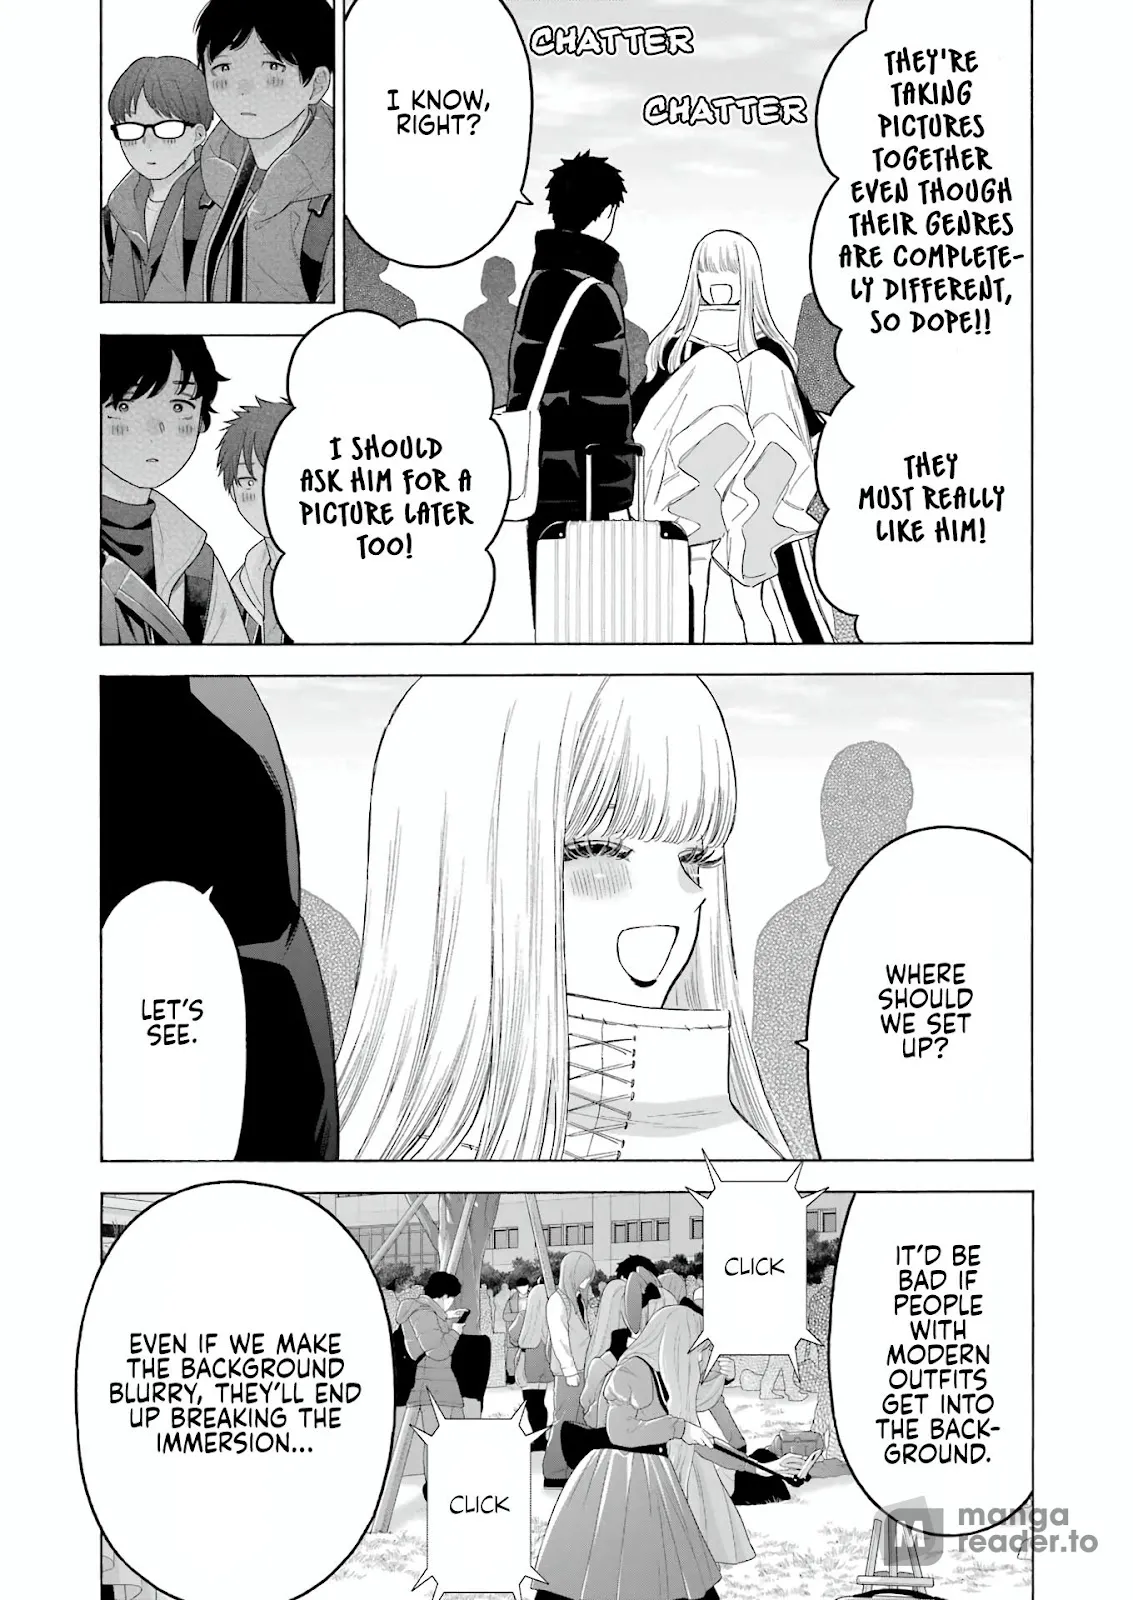 THEY'RE
TAKING
PICTURES
TOGETHER
EVEN THOUGH
THEIR GENRES
ARE COMPLETE-
LY DIFFERENT,
SO DOPE!!
THEY
MUST REALLY
LIKE HIM!
CHATTER
CHATTER
I KNOW,
RIGHT?
I SHOULD
ASK HIM FOR A
PICTURE LATER
TOO!
WHERE
SHOULD
WE SET
UP?
LET'S
SEE.
IT'D BE
BAD IF
PEOPLE
WITH
MODERN
OUTFITS
GET INTO
THE BACK-
GROUND.
CLICK
CLICK
EVEN IF WE MAKE
THE BACKGROUND
BLURRY, THEY'LL END
UP BREAKING THE
IMMERSION...
M
manga
reader.to